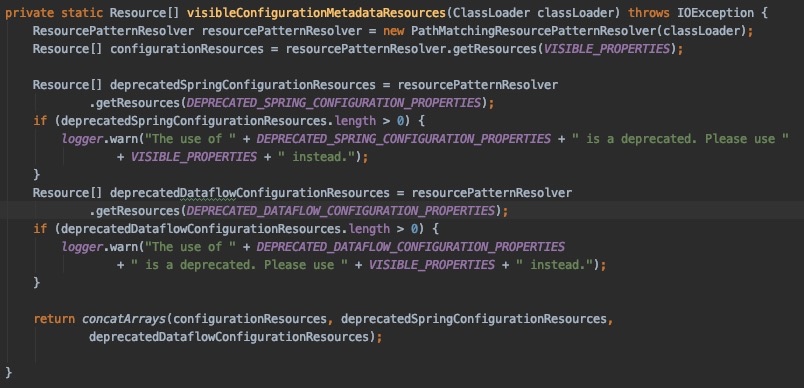 private static Resource[] visibleConfigurationMetadataResources(ClassLoader classLoader) throws IOException {
    ResourcePatternResolver resourcePatternResolver = new PathMatchingResourcePatternResolver(classLoader);
    Resource[] configurationResources = resourcePatternResolver.getResources(VISIBLE_PROPERTIES);

    Resource[] deprecatedSpringConfigurationResources = resourcePatternResolver
            .getResources(DEPRECATED_SPRING_CONFIGURATION_PROPERTIES);
    if (deprecatedSpringConfigurationResources.length > 0) {
        logger.warn("The use of " + DEPRECATED_SPRING_CONFIGURATION_PROPERTIES + " is a deprecated. Please use "
                + VISIBLE_PROPERTIES + " instead.");
    }
    Resource[] deprecatedDataflowConfigurationResources = resourcePatternResolver
            .getResources(DEPRECATED_DATAFLOW_CONFIGURATION_PROPERTIES);
    if (deprecatedDataflowConfigurationResources.length > 0) {
        logger.warn("The use of " + DEPRECATED_DATAFLOW_CONFIGURATION_PROPERTIES
                + " is a deprecated. Please use " + VISIBLE_PROPERTIES + " instead.");
    }

    return concatArrays(configurationResources, deprecatedSpringConfigurationResources,
            deprecatedDataflowConfigurationResources);

}